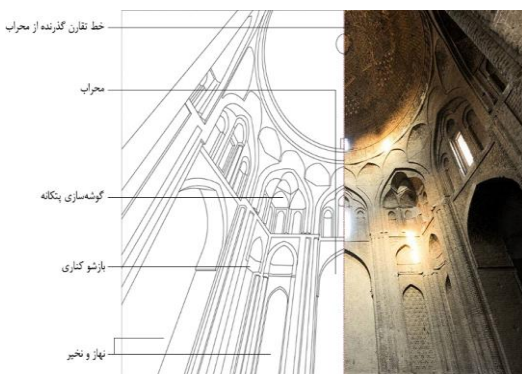 خط تقارن گذرنده از محراب
محراب
گوشه‌سازی پتکانه
بازشو کناری
نهاز و نخیر